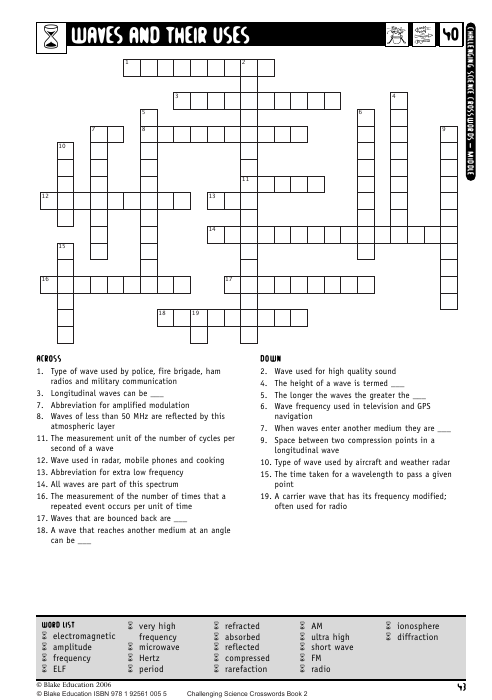 WAVES AND THEIR USES
40
CHALLENGING SCIENCE CROSSWORDS – MIDDLE
1
2
3
4
5
6
7
8
9
10
11
12
13
14
15
16
17
18
19
ACROSS
1. Type of wave used by police, fire brigade, ham
radios and military communication
3. Longitudinal waves can be ___
7. Abbreviation for amplified modulation
8. Waves of less than 50 MHz are reflected by this
atmospheric layer
11. The measurement unit of the number of cycles per
second of a wave
12. Wave used in radar, mobile phones and cooking
13. Abbreviation for extra low frequency
14. All waves are part of this spectrum
16. The measurement of the number of times that a
repeated event occurs per unit of time
17. Waves that are bounced back are ___
18. A wave that reaches another medium at an angle
can be ___
DOWN
2. Wave used for high quality sound
4. The height of a wave is termed ___
5. The longer the waves the greater the ___
6. Wave frequency used in television and GPS
navigation
7. When waves enter another medium they are ___
9. Space between two compression points in a
longitudinal wave
10. Type of wave used by aircraft and weather radar
15. The time taken for a wavelength to pass a given
point
19. A carrier wave that has its frequency modified;
often used for radio
WORD LIST
electromagnetic
amplitude
frequency
ELF
very high
frequency
microwave
Hertz
period
refracted
absorbed
reflected
compressed
rarefaction
AM
ultra high
short wave
FM
radio
ionosphere
diffraction
© Blake Education 2006
43
© Blake Education ISBN 978 1 92561 005 5 Challenging Science Crosswords Book 2